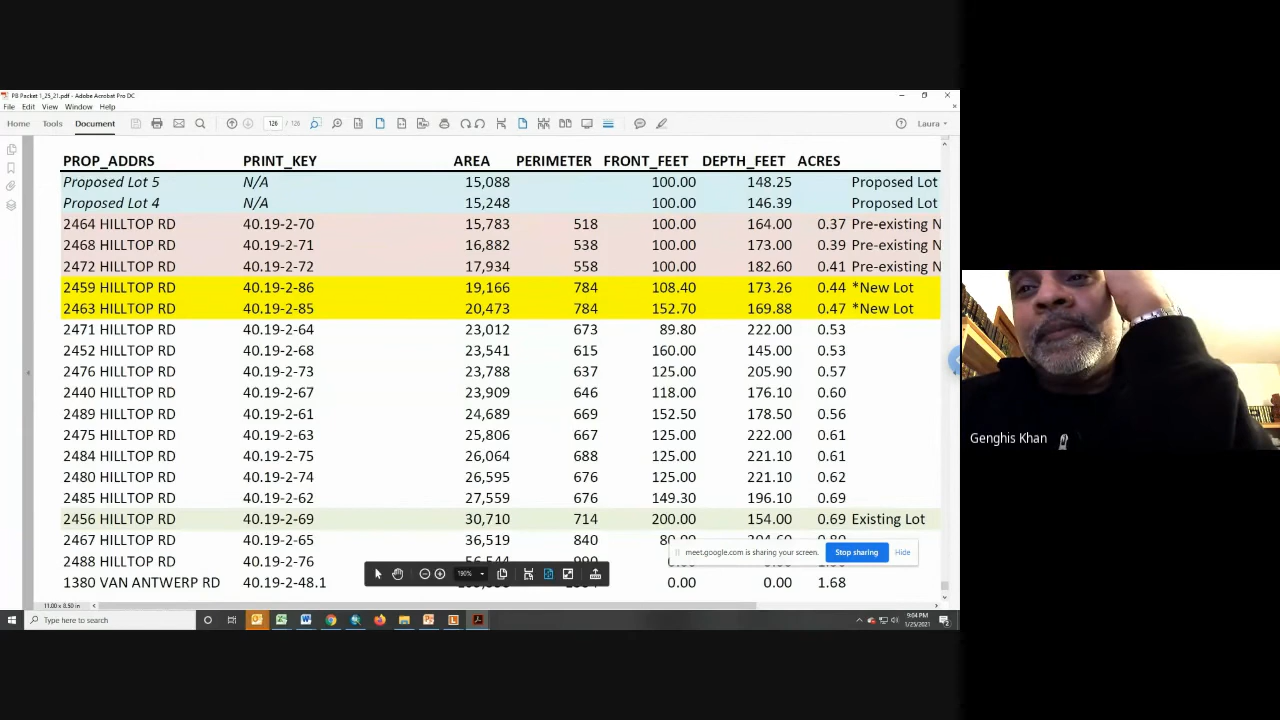 PB Packet 1_25_21.pdf - Adobe Acrobat Pro DC
File Edit View Window Help
Home Tools Document 126 / 126 Laura
PROP_ADDRS PRINT_KEY AREA PERIMETER FRONT_FEET DEPTH_FEET ACRES
Proposed Lot 5 N/A 15,088 100.00 148.25 Proposed Lot
Proposed Lot 4 N/A 15,248 100.00 146.39 Proposed Lot
2464 HILLTOP RD 40.19-2-70 15,783 518 100.00 164.00 0.37 Pre-existing N
2468 HILLTOP RD 40.19-2-71 16,882 538 100.00 173.00 0.39 Pre-existing N
2472 HILLTOP RD 40.19-2-72 17,934 558 100.00 182.60 0.41 Pre-existing N
2459 HILLTOP RD 40.19-2-86 19,166 784 108.40 173.26 0.44 *New Lot
2463 HILLTOP RD 40.19-2-85 20,473 784 152.70 169.88 0.47 *New Lot
2471 HILLTOP RD 40.19-2-64 23,012 673 89.80 222.00 0.53
2452 HILLTOP RD 40.19-2-68 23,541 615 160.00 145.00 0.53
2476 HILLTOP RD 40.19-2-73 23,788 637 125.00 205.90 0.57
2440 HILLTOP RD 40.19-2-67 23,909 646 118.00 176.10 0.60
2489 HILLTOP RD 40.19-2-61 24,689 669 152.50 178.50 0.56
2475 HILLTOP RD 40.19-2-63 25,806 667 125.00 222.00 0.61
2484 HILLTOP RD 40.19-2-75 26,064 688 125.00 221.10 0.61
2480 HILLTOP RD 40.19-2-74 26,595 676 125.00 221.10 0.62
2485 HILLTOP RD 40.19-2-62 27,559 676 149.30 196.10 0.69
2456 HILLTOP RD 40.19-2-69 30,710 714 200.00 154.00 0.69 Existing Lot
2467 HILLTOP RD 40.19-2-65 36,519 840
meet.google.com is sharing your screen. Stop sharing Hide
2488 HILLTOP RD 40.19-2-76
190%
1380 VAN ANTWERP RD 40.19-2-48.1 0.00 0.00 1.68
11.00 x 8.50 in
Type here to search
9:04 PM
1/25/2021
Genghis Khan